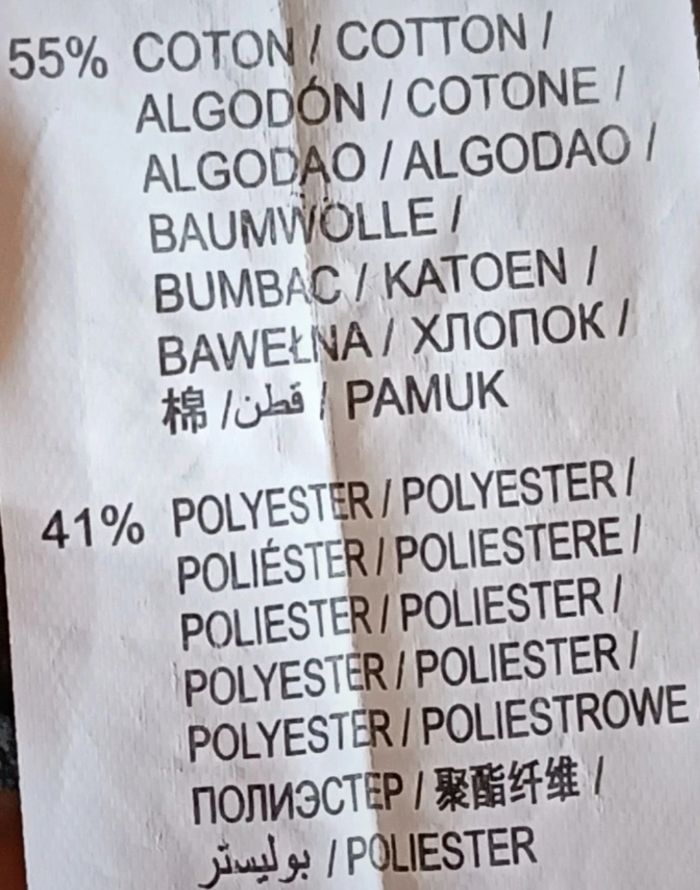 55% COTON / COTTON /
ALGODÓN / COTONE /
ALGODAO / ALGODAO /
BAUMWOLLE /
BUMBAC / KATOEN /
BAWEŁNA / ХЛОПОК /
棉 / قطن / PAMUK
41% POLYESTER / POLYESTER /
POLIÉSTER / POLIESTERE /
POLIESTER / POLIESTER /
POLYESTER / POLIESTER /
POLYESTER / POLIESTROWE
ПОЛИЭСТЕР / 聚酯纤维 /
بوليستر / POLIESTER